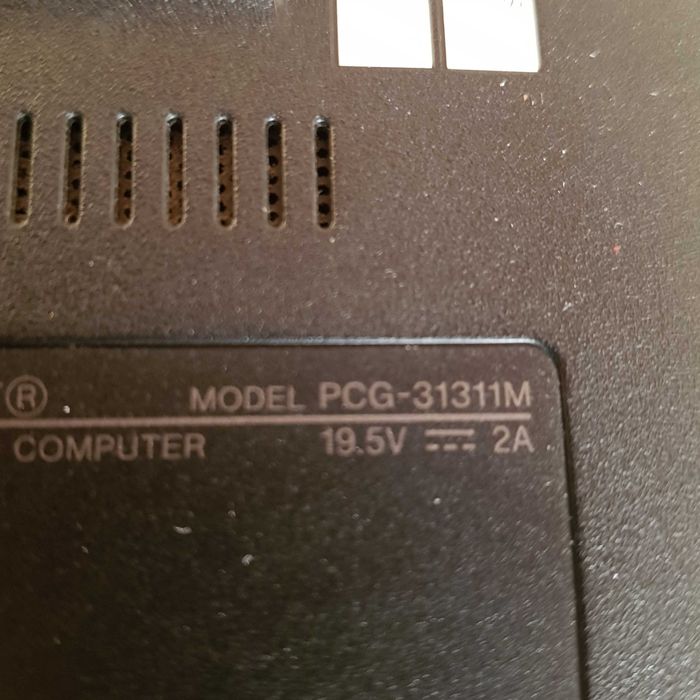 ® MODEL PCG-31311M
COMPUTER 19.5V ⎓ 2A